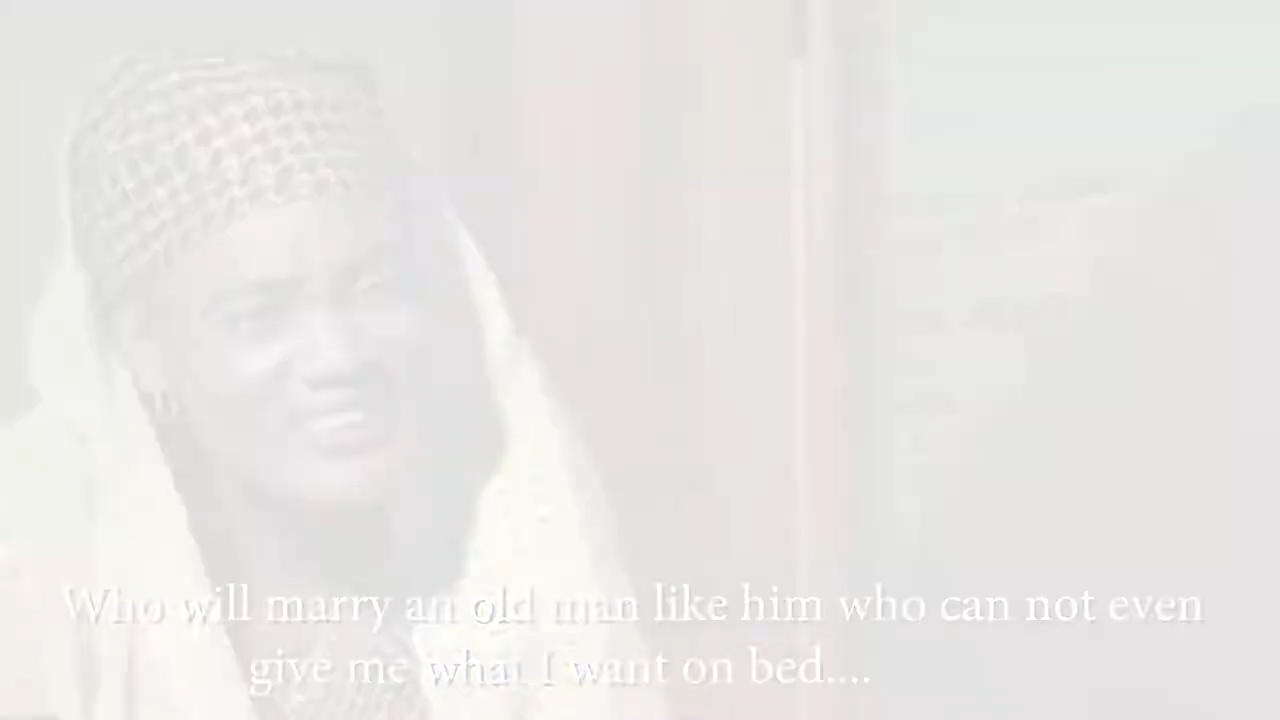 Who will marry an old man like him who can not even
give me what I want on bed....